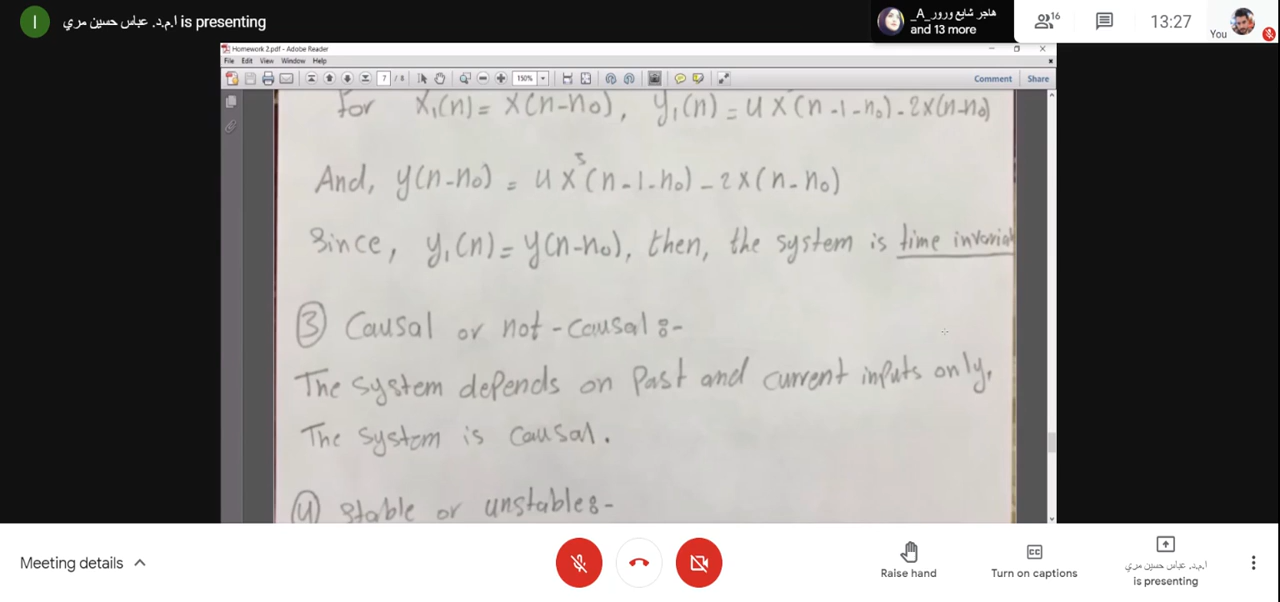 ا.م.د. عباس حسين مري is presenting
هاجر شايع ورور_A_
and 13 more
16
13:27
You
Homework 2.pdf - Adobe Reader
File Edit View Window Help
7 / 8
150%
Comment Share
For X₁(n) = X(n-n₀), y₁(n) = 4X (n-1-n₀) - 2X(n-n₀)
And, y(n-n₀) = 4X³(n-1-n₀) - 2X(n-n₀)
Since, y₁(n) = y(n-n₀), then, the system is time invarian
③ Causal or not-causal:-
The system depends on Past and current inputs only.
The system is causal.
④ Stable or unstable:-
Meeting details
Raise hand
Turn on captions
ا.م.د. عباس حسين مري
is presenting